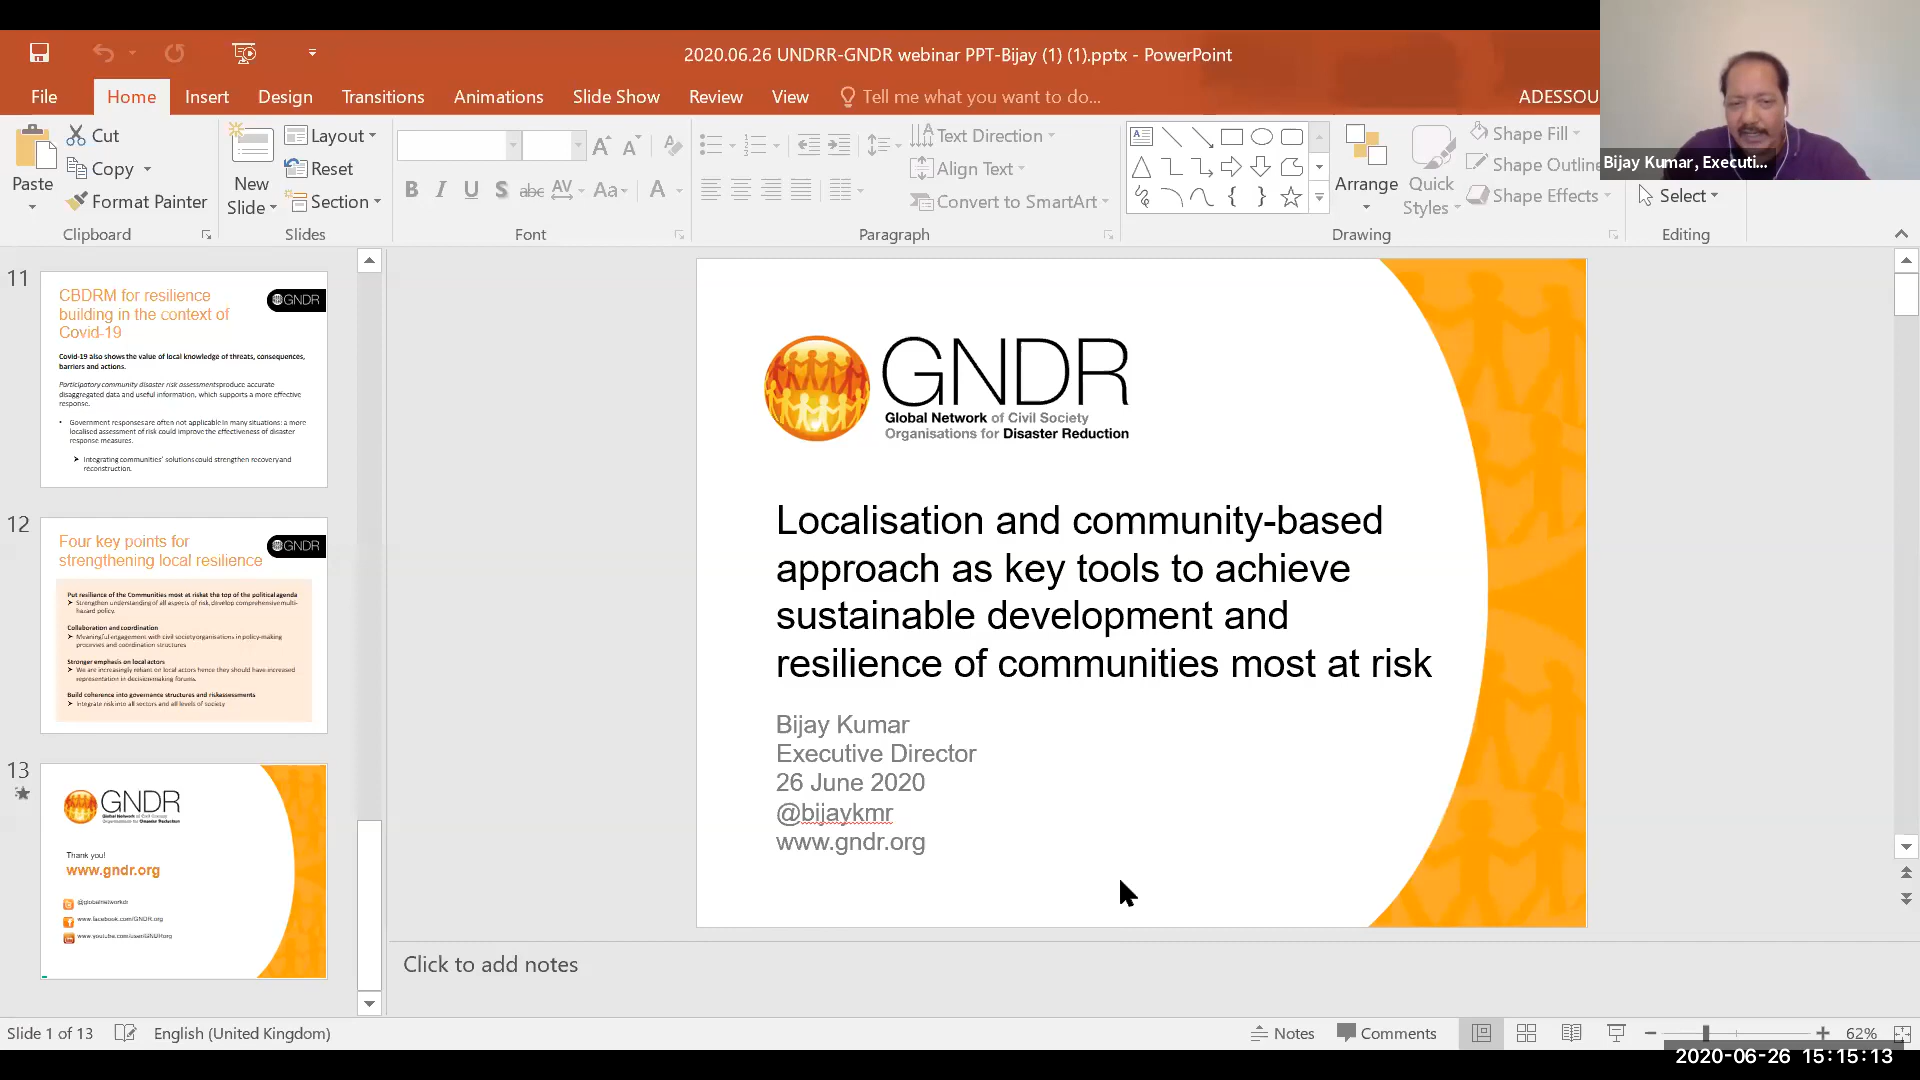 2020.06.26 UNDRR-GNDR webinar PPT-Bijay (1) (1).pptx - PowerPoint
File
Home
Insert
Design
Transitions
Animations
Slide Show
Review
View
Tell me what you want to do...
ADESSOU
Bijay Kumar, Executi...
Paste
Cut
Copy
Format Painter
Clipboard
New
Slide
Layout
Reset
Section
Slides
B I U S abc AV Aa A
Font
Text Direction
Align Text
Convert to SmartArt
Paragraph
Arrange
Quick
Styles
Shape Fill
Shape Outline
Shape Effects
Drawing
Select
Editing
11
CBDRM for resilience
building in the context of
Covid-19
GNDR
Covid-19 also shows the value of local knowledge of threats, consequences,
barriers and actions.
Participatory community disaster risk assessments produce accurate
disaggregated data and useful information, which supports a more effective
response.
• Government responses are often not applicable in many situations: a more
localised assessment of risk could improve the effectiveness of disaster
response measures.
➤ Integrating communities' solutions could strengthen recovery and
reconstruction.
12
Four key points for
strengthening local resilience
GNDR
Put resilience of the Communities most at risk at the top of the political agenda
➤ Strengthen understanding of all aspects of risk, develop comprehensive multi-
hazard policy.
Collaboration and coordination
➤ Meaningful engagement with civil society organisations in policy-making
processes and coordination structures
Stronger emphasis on local actors
➤ We are increasingly reliant on local actors hence they should have increased
representation in decision-making forums.
Build coherence into governance structures and risk assessments
➤ Integrate risk into all sectors and all levels of society
13
GNDR
Global Network of Civil Society
Organisations for Disaster Reduction
Thank you!
www.gndr.org
@globalnetworkdr
www.facebook.com/GNDR.org
www.youtube.com/user/GNDRorg
GNDR
Global Network of Civil Society
Organisations for Disaster Reduction
Localisation and community-based
approach as key tools to achieve
sustainable development and
resilience of communities most at risk
Bijay Kumar
Executive Director
26 June 2020
@bijaykmr
www.gndr.org
Click to add notes
Slide 1 of 13
English (United Kingdom)
Notes
Comments
62%
2020-06-26 15:15:13